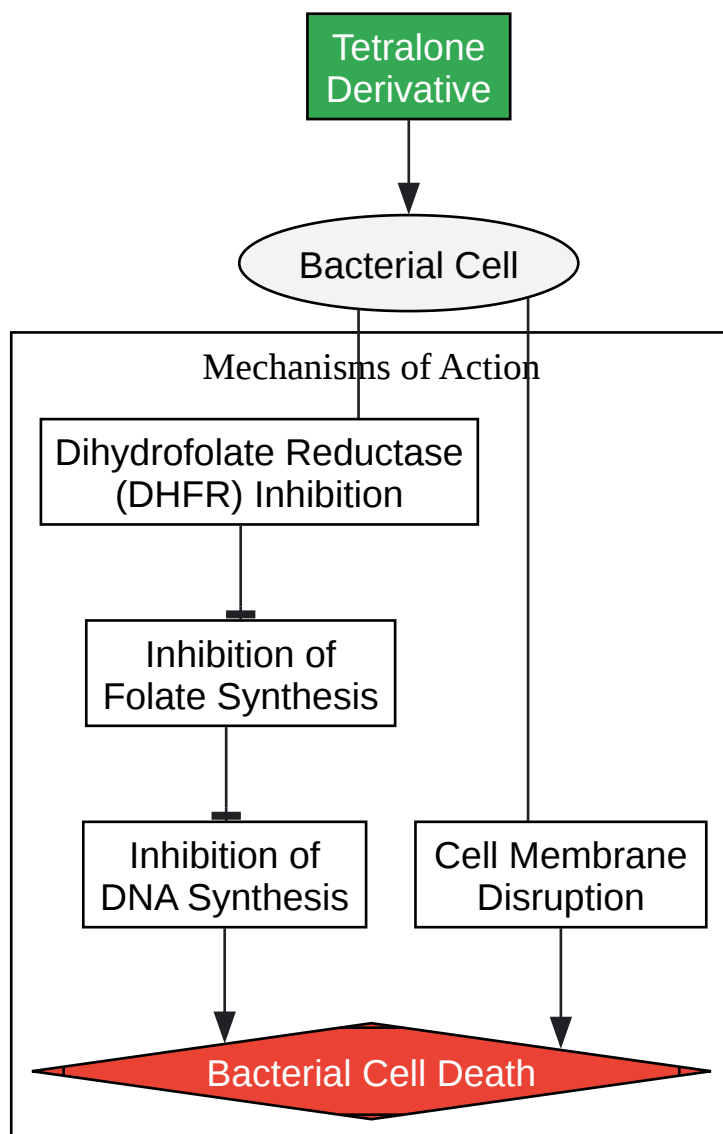 Tetralone
Derivative
Bacterial Cell
Mechanisms of Action
Dihydrofolate Reductase
(DHFR) Inhibition
Inhibition of
Folate Synthesis
Inhibition of
DNA Synthesis
Cell Membrane
Disruption
Bacterial Cell Death